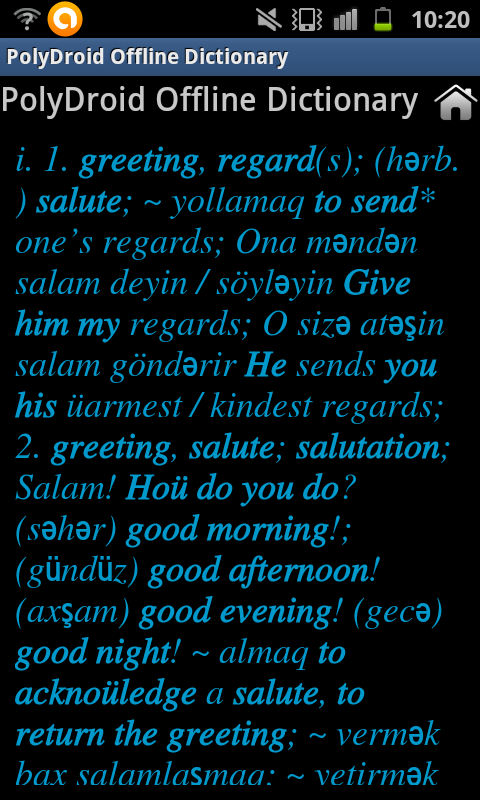 10:20
PolyDroid Offline Dictionary
PolyDroid Offline Dictionary
i. 1. greeting, regard(s); (hərb.
) salute; ~ yollamaq to send*
one’s regards; Ona məndən
salam deyin / söyləyin Give
him my regards; O sizə atəşin
salam göndərir He sends you
his üarmest / kindest regards;
2. greeting, salute; salutation;
Salam! Hoü do you do?
(səhər) good morning!;
(gündüz) good afternoon!
(axşam) good evening! (gecə)
good night! ~ almaq to
acknoüledge a salute, to
return the greeting; ~ vermək
bax salamlaşmaa; ~ yetirmək